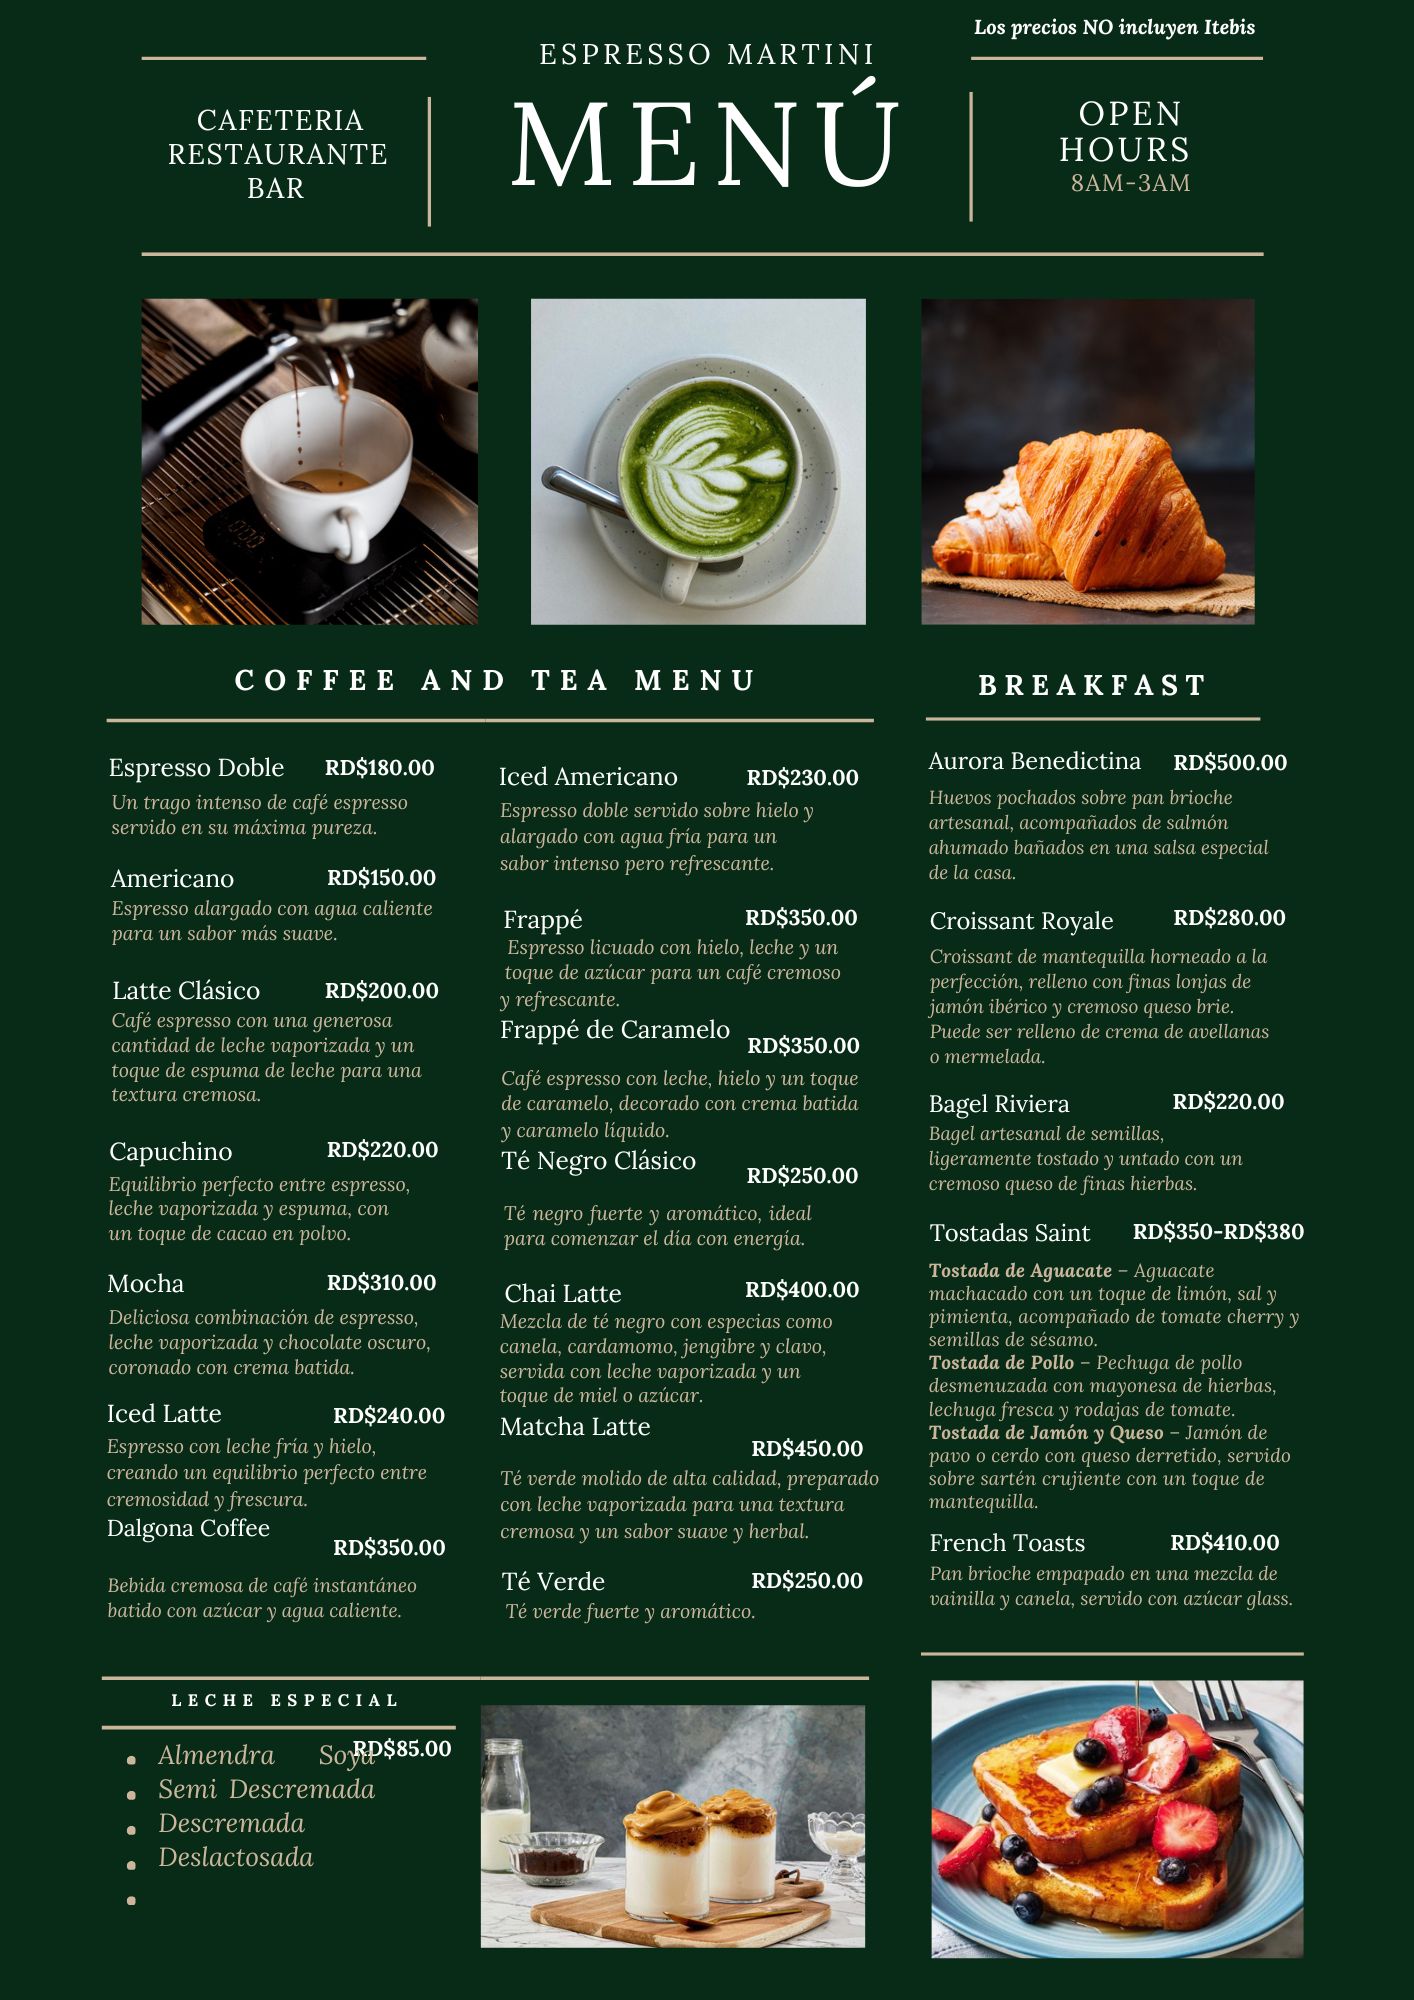 Los precios NO incluyen Itebis
ESPRESSO MARTINI
MENÚ
CAFETERIA
RESTAURANTE
BAR
OPEN
HOURS
8AM-3AM
COFFEE AND TEA MENU
Espresso Doble RD$180.00
Un trago intenso de café espresso
servido en su máxima pureza.
Americano RD$150.00
Espresso alargado con agua caliente
para un sabor más suave.
Latte Clásico RD$200.00
Café espresso con una generosa
cantidad de leche vaporizada y un
toque de espuma de leche para una
textura cremosa.
Capuchino RD$220.00
Equilibrio perfecto entre espresso,
leche vaporizada y espuma, con
un toque de cacao en polvo.
Mocha RD$310.00
Deliciosa combinación de espresso,
leche vaporizada y chocolate oscuro,
coronado con crema batida.
Iced Latte RD$240.00
Espresso con leche fría y hielo,
creando un equilibrio perfecto entre
cremosidad y frescura.
Dalgona Coffee
RD$350.00
Bebida cremosa de café instantáneo
batido con azúcar y agua caliente.
Iced Americano RD$230.00
Espresso doble servido sobre hielo y
alargado con agua fría para un
sabor intenso pero refrescante.
Frappé RD$350.00
Espresso licuado con hielo, leche y un
toque de azúcar para un café cremoso
y refrescante.
Frappé de Caramelo
RD$350.00
Café espresso con leche, hielo y un toque
de caramelo, decorado con crema batida
y caramelo líquido.
Té Negro Clásico
RD$250.00
Té negro fuerte y aromático, ideal
para comenzar el día con energía.
Chai Latte RD$400.00
Mezcla de té negro con especias como
canela, cardamomo, jengibre y clavo,
servida con leche vaporizada y un
toque de miel o azúcar.
Matcha Latte
RD$450.00
Té verde molido de alta calidad, preparado
con leche vaporizada para una textura
cremosa y un sabor suave y herbal.
Té Verde RD$250.00
Té verde fuerte y aromático.
BREAKFAST
Aurora Benedictina RD$500.00
Huevos pochados sobre pan brioche
artesanal, acompañados de salmón
ahumado bañados en una salsa especial
de la casa.
Croissant Royale RD$280.00
Croissant de mantequilla horneado a la
perfección, relleno con finas lonjas de
jamón ibérico y cremoso queso brie.
Puede ser relleno de crema de avellanas
o mermelada.
Bagel Riviera RD$220.00
Bagel artesanal de semillas,
ligeramente tostado y untado con un
cremoso queso de finas hierbas.
Tostadas Saint RD$350-RD$380
Tostada de Aguacate – Aguacate
machacado con un toque de limón, sal y
pimienta, acompañado de tomate cherry y
semillas de sésamo.
Tostada de Pollo – Pechuga de pollo
desmenuzada con mayonesa de hierbas,
lechuga fresca y rodajas de tomate.
Tostada de Jamón y Queso – Jamón de
pavo o cerdo con queso derretido, servido
sobre sartén crujiente con un toque de
mantequilla.
French Toasts RD$410.00
Pan brioche empapado en una mezcla de
vainilla y canela, servido con azúcar glass.
LECHE ESPECIAL
RD$85.00
• Almendra Soya
• Semi Descremada
• Descremada
• Deslactosada
•